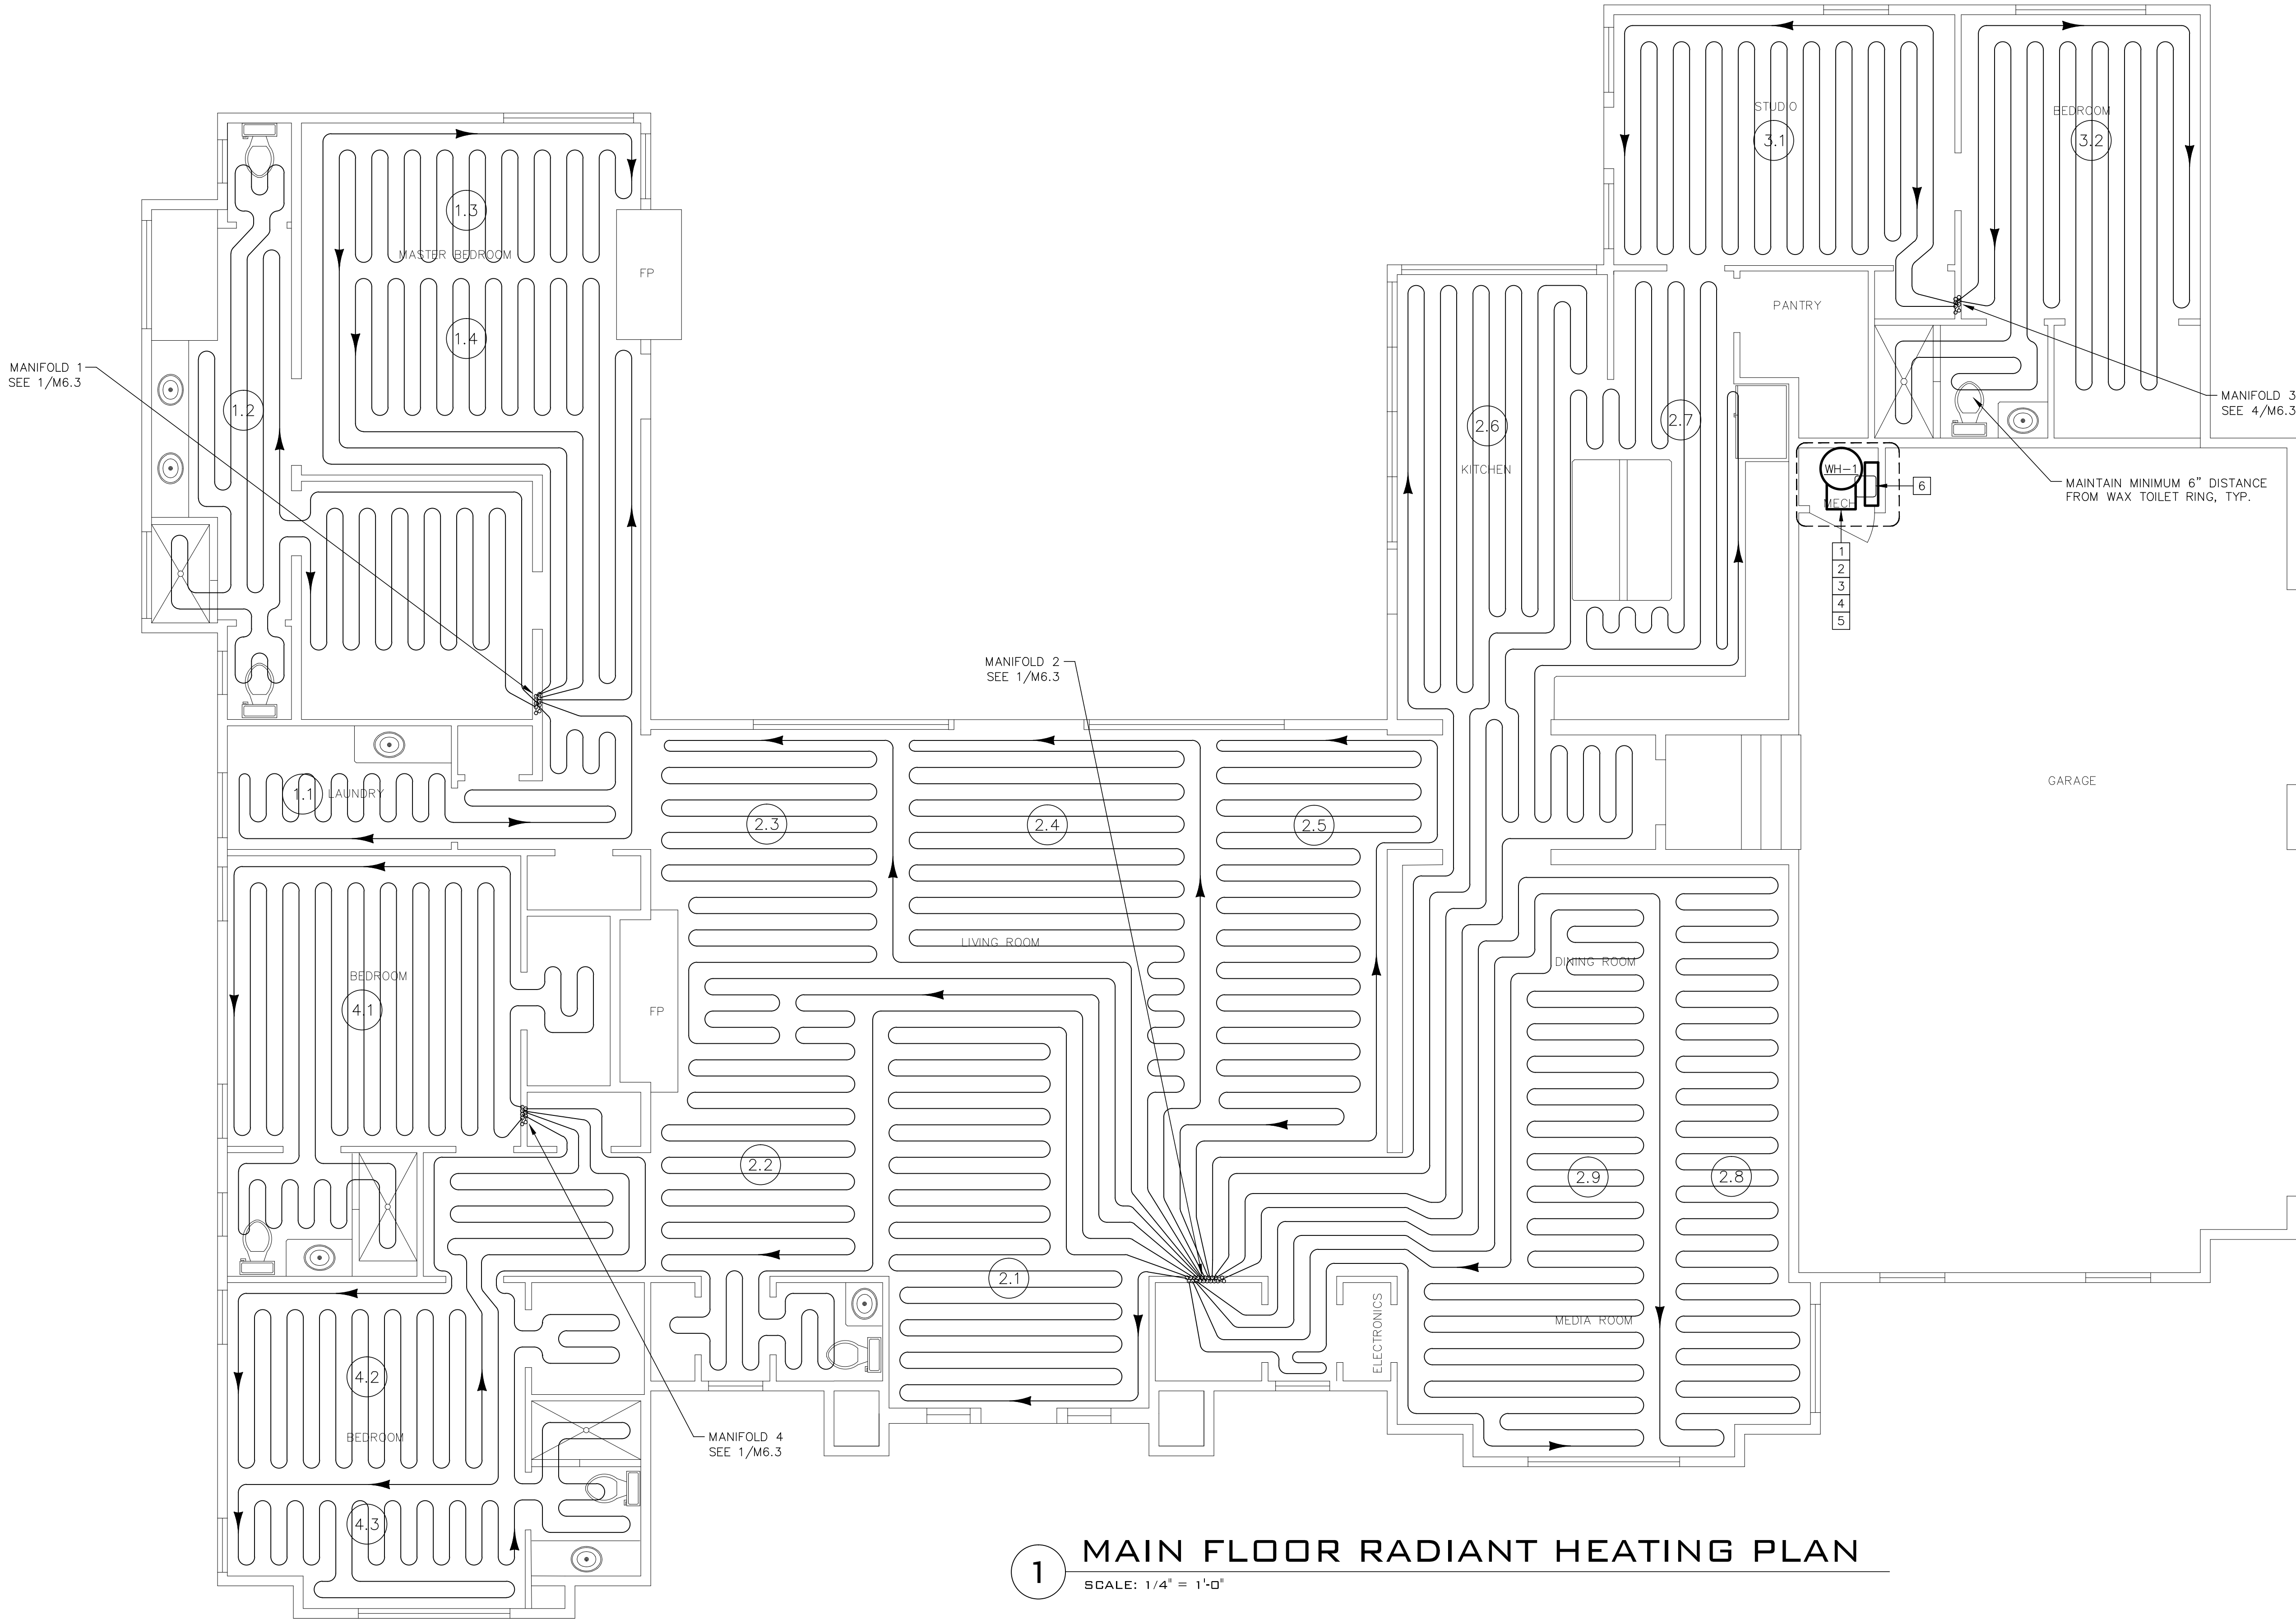 STUDIO
3.1
BEDROOM
3.2
1.3
MASTER BEDROOM
FP
1.4
PANTRY
MANIFOLD 1
SEE 1/M6.3
1.2
2.6
KITCHEN
2.7
MANIFOLD 3
SEE 4/M6.3
WH-1
MECH
6
MAINTAIN MINIMUM 6" DISTANCE
FROM WAX TOILET RING, TYP.
1
2
3
4
5
MANIFOLD 2
SEE 1/M6.3
1.1
LAUNDRY
2.3
2.4
2.5
GARAGE
LIVING ROOM
DINING ROOM
BEDROOM
4.1
FP
2.2
2.9
2.8
2.1
ELECTRONICS
MEDIA ROOM
4.2
BEDROOM
MANIFOLD 4
SEE 1/M6.3
4.3
1
MAIN FLOOR RADIANT HEATING PLAN
SCALE: 1/4" = 1'-0"